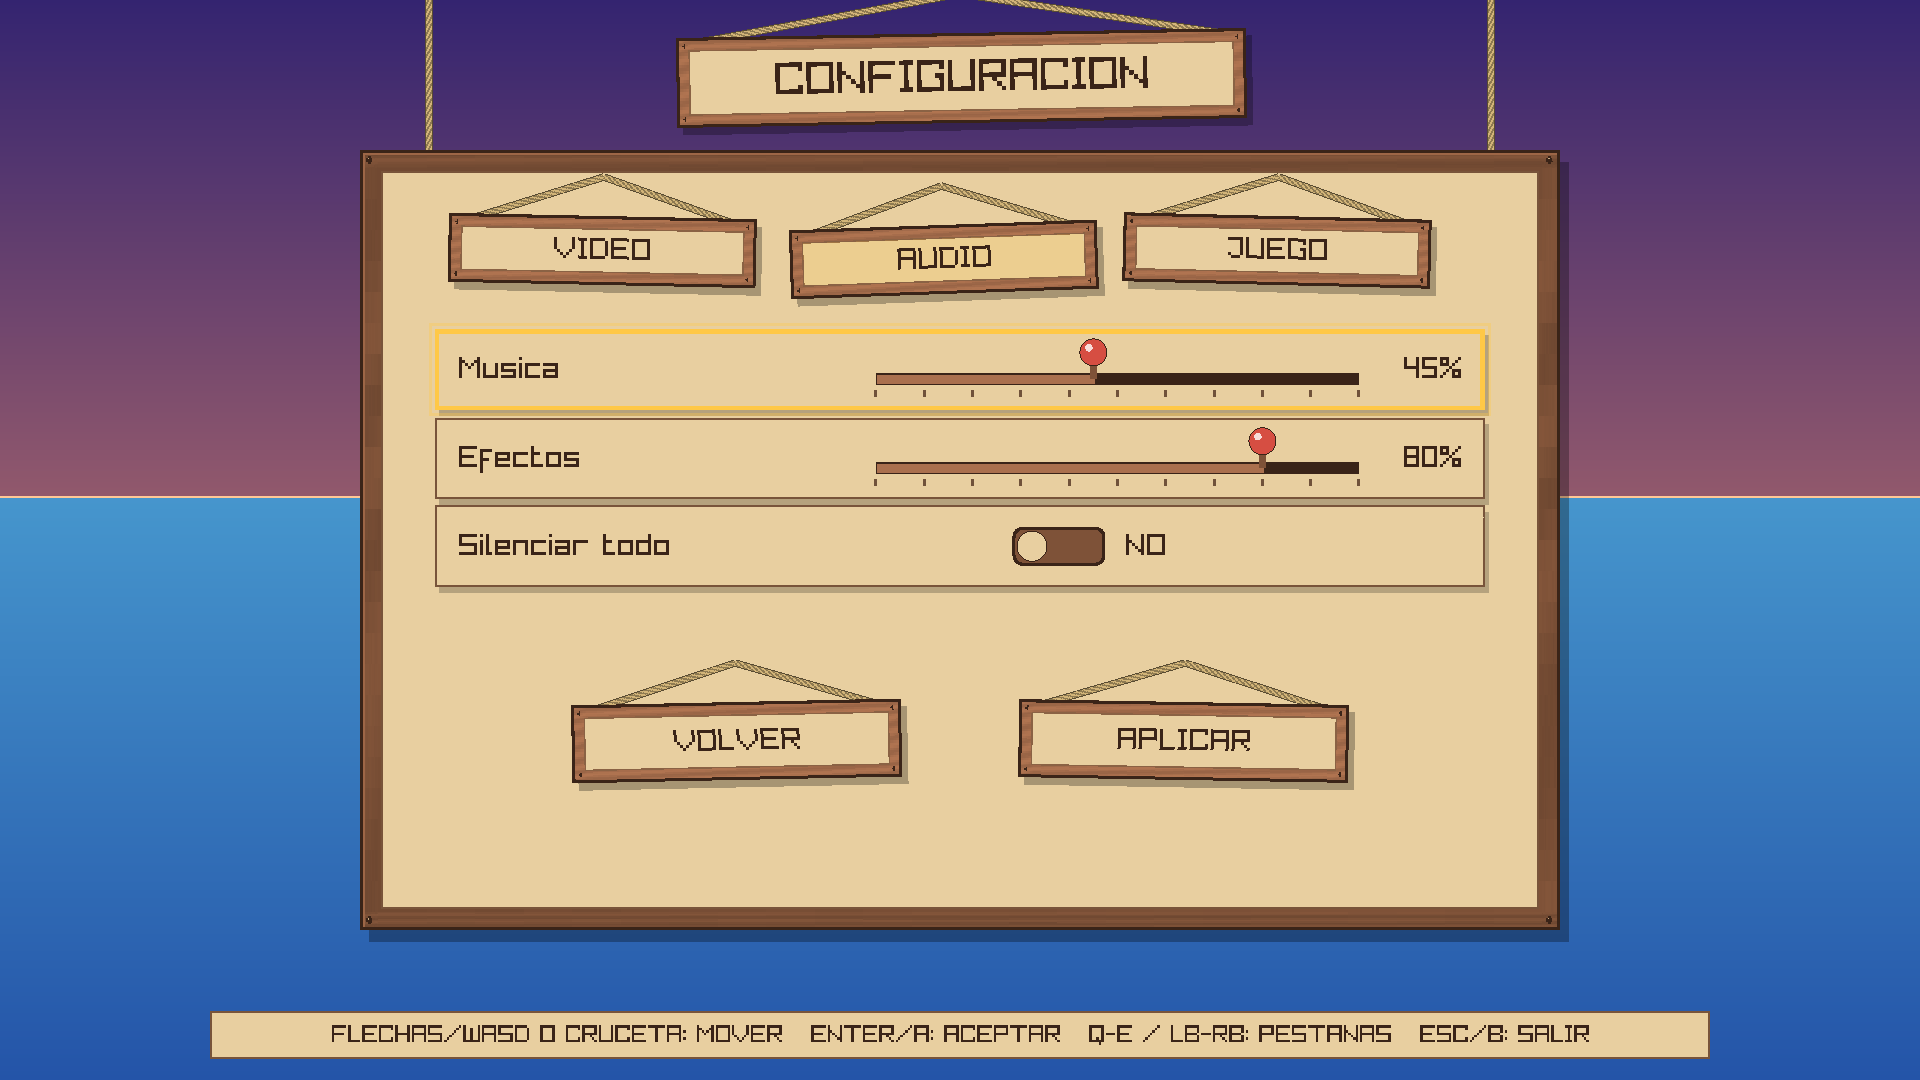 CONFIGURACION
VIDEO
AUDIO
JUEGO
Musica 45%
Efectos 80%
Silenciar todo NO
VOLVER
APLICAR
FLECHAS/WASD O CRUCETA: MOVER ENTER/A: ACEPTAR Q-E / LB-RB: PESTANAS ESC/B: SALIR